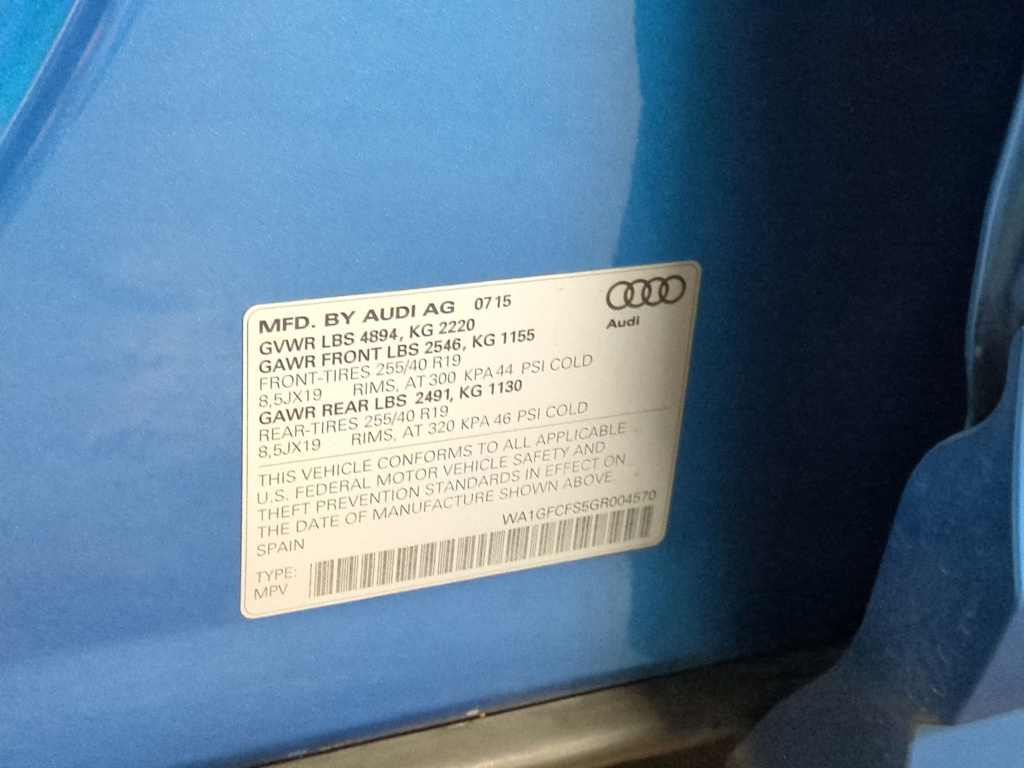 MFD. BY AUDI AG 0715
GVWR LBS 4894, KG 2220
GAWR FRONT LBS 2546, KG 1155
FRONT-TIRES 255/40 R19
8,5JX19 RIMS, AT 300 KPA 44 PSI COLD
GAWR REAR LBS 2491, KG 1130
REAR-TIRES 255/40 R19
8,5JX19 RIMS, AT 320 KPA 46 PSI COLD
Audi
THIS VEHICLE CONFORMS TO ALL APPLICABLE
U.S. FEDERAL MOTOR VEHICLE SAFETY AND
THEFT PREVENTION STANDARDS IN EFFECT ON
THE DATE OF MANUFACTURE SHOWN ABOVE.
SPAIN WA1GFCFS5GR004570
TYPE:
MPV